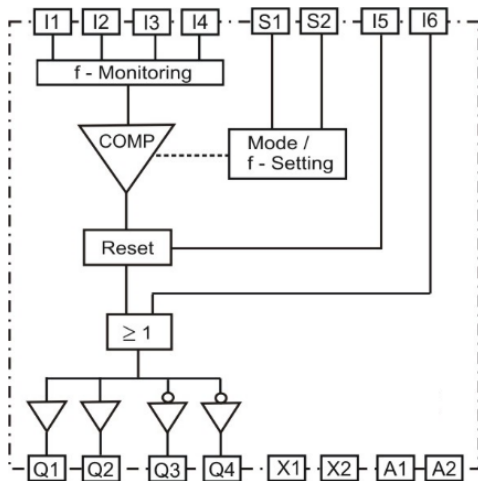 I1 I2 I3 I4 S1 S2 I5 I6
f - Monitoring
COMP
Mode /
f - Setting
Reset
≥ 1
Q1 Q2 Q3 Q4 X1 X2 A1 A2